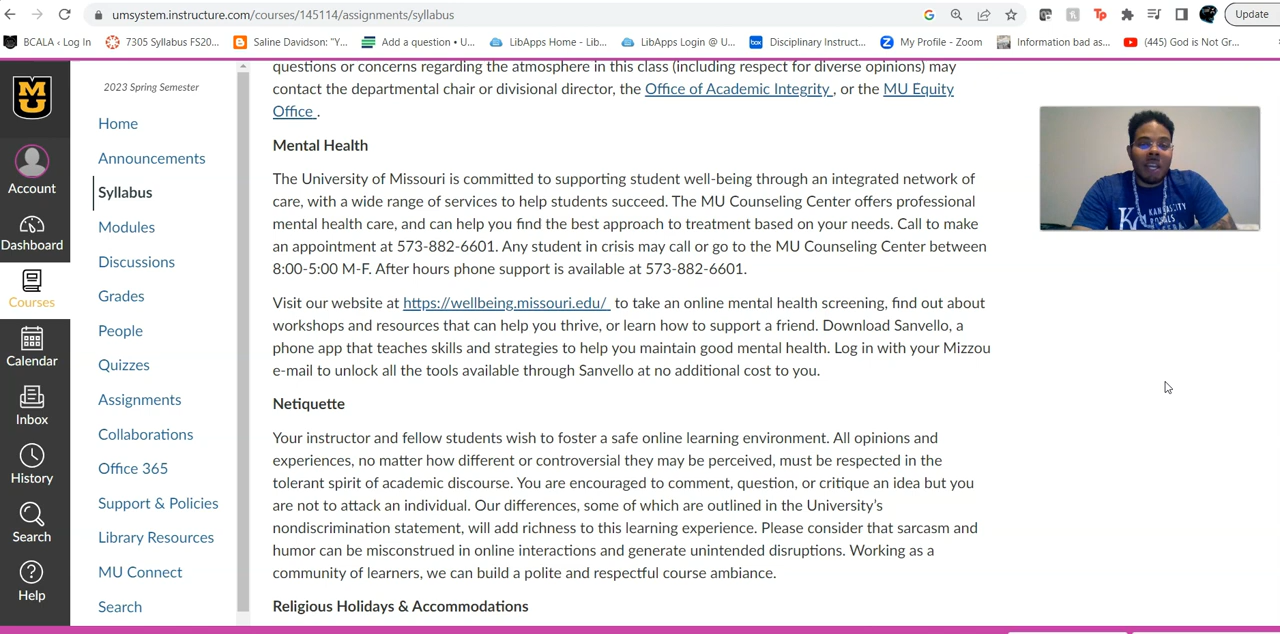 umsystem.instructure.com/courses/145114/assignments/syllabus
Update
BCALA ‹ Log In
7305 Syllabus FS20...
Saline Davidson: "Y...
Add a question • U...
LibApps Home - Lib...
LibApps Login @ U...
box
Disciplinary Instruct...
My Profile - Zoom
Information bad as...
(445) God is Not Gr...
MU
Account
Dashboard
Courses
Calendar
Inbox
History
Search
Help
2023 Spring Semester
Home
Announcements
Syllabus
Modules
Discussions
Grades
People
Quizzes
Assignments
Collaborations
Office 365
Support & Policies
Library Resources
MU Connect
Search
questions or concerns regarding the atmosphere in this class (including respect for diverse opinions) may
contact the departmental chair or divisional director, the Office of Academic Integrity , or the MU Equity
Office .
Mental Health
The University of Missouri is committed to supporting student well-being through an integrated network of
care, with a wide range of services to help students succeed. The MU Counseling Center offers professional
mental health care, and can help you find the best approach to treatment based on your needs. Call to make
an appointment at 573-882-6601. Any student in crisis may call or go to the MU Counseling Center between
8:00-5:00 M-F. After hours phone support is available at 573-882-6601.
Visit our website at https://wellbeing.missouri.edu/ to take an online mental health screening, find out about
workshops and resources that can help you thrive, or learn how to support a friend. Download Sanvello, a
phone app that teaches skills and strategies to help you maintain good mental health. Log in with your Mizzou
e-mail to unlock all the tools available through Sanvello at no additional cost to you.
Netiquette
Your instructor and fellow students wish to foster a safe online learning environment. All opinions and
experiences, no matter how different or controversial they may be perceived, must be respected in the
tolerant spirit of academic discourse. You are encouraged to comment, question, or critique an idea but you
are not to attack an individual. Our differences, some of which are outlined in the University's
nondiscrimination statement, will add richness to this learning experience. Please consider that sarcasm and
humor can be misconstrued in online interactions and generate unintended disruptions. Working as a
community of learners, we can build a polite and respectful course ambiance.
Religious Holidays & Accommodations
KANSAS CITY
ROYALS